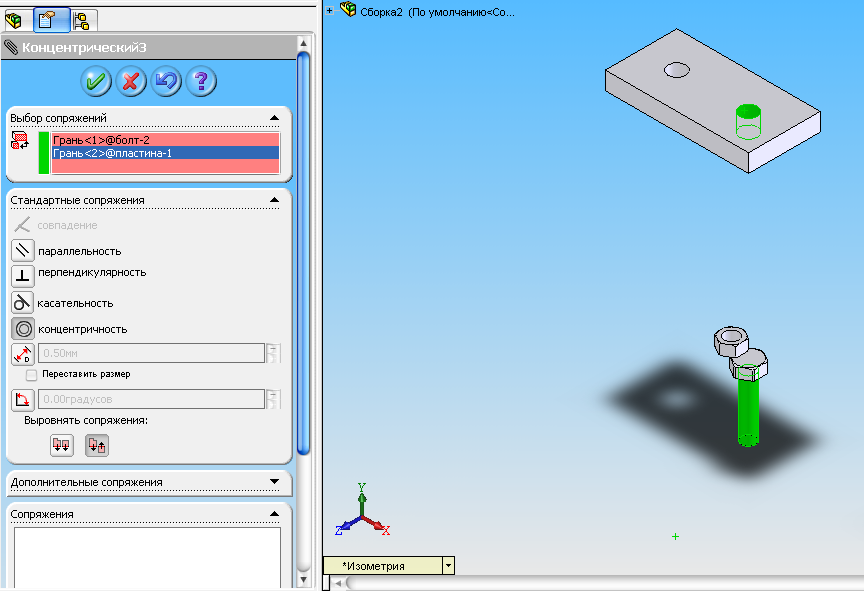 Концентрический3
Выбор сопряжений
Грань<1>@болт-2
Грань<2>@пластина-1
Стандартные сопряжения
совпадение
параллельность
перпендикулярность
касательность
концентричность
0.50мм
Переставить размер
0.00градусов
Выровнять сопряжения:
Дополнительные сопряжения
Сопряжения
Сборка2 (По умолчанию<Со...
Y
Z
X
*Изометрия